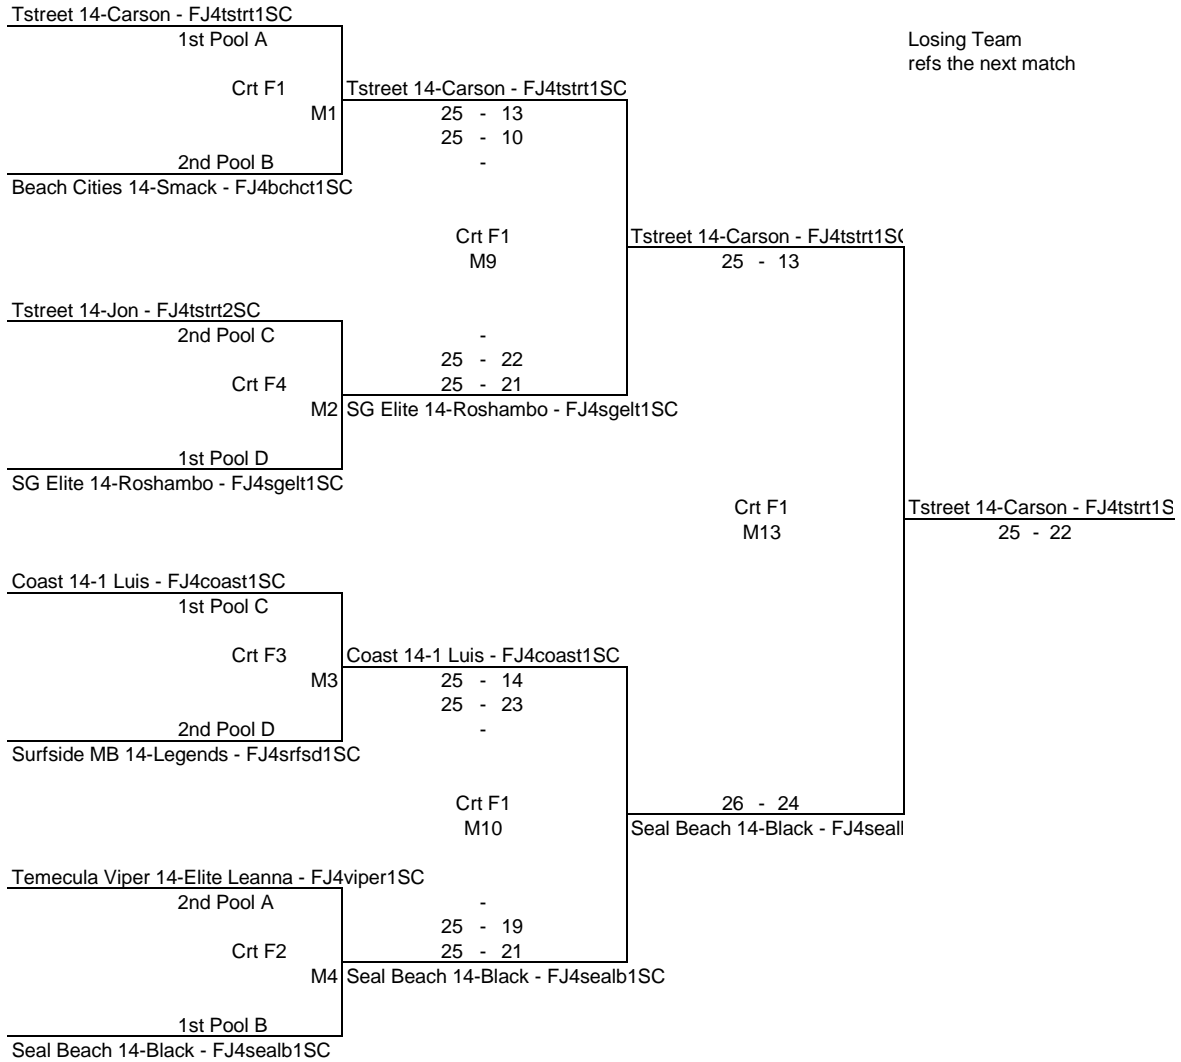 Tstreet 14-Carson - FJ4tstrt1SC
1st Pool A
Losing Team
refs the next match
Crt F1
Tstreet 14-Carson - FJ4tstrt1SC
M1
25 - 13
25 - 10
-
2nd Pool B
Beach Cities 14-Smack - FJ4bchct1SC
Crt F1
M9
Tstreet 14-Carson - FJ4tstrt1S(
25 - 13
Tstreet 14-Jon - FJ4tstrt2SC
2nd Pool C
-
25 - 22
Crt F4
25 - 21
M2
SG Elite 14-Roshambo - FJ4sgelt1SC
1st Pool D
SG Elite 14-Roshambo - FJ4sgelt1SC
Crt F1
M13
Tstreet 14-Carson - FJ4tstrt1S
25 - 22
Coast 14-1 Luis - FJ4coast1SC
1st Pool C
Crt F3
Coast 14-1 Luis - FJ4coast1SC
M3
25 - 14
25 - 23
-
2nd Pool D
Surfside MB 14-Legends - FJ4srfsd1SC
Crt F1
M10
26 - 24
Seal Beach 14-Black - FJ4seall
Temecula Viper 14-Elite Leanna - FJ4viper1SC
2nd Pool A
-
25 - 19
Crt F2
25 - 21
M4
Seal Beach 14-Black - FJ4sealb1SC
1st Pool B
Seal Beach 14-Black - FJ4sealb1SC